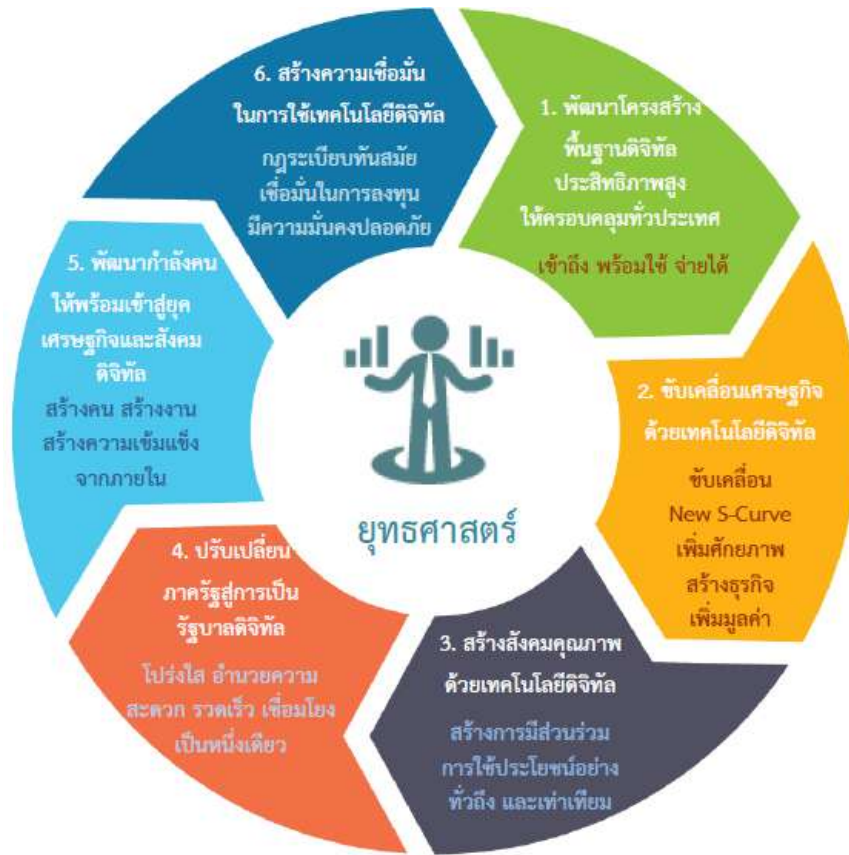 1. พัฒนาโครงสร้าง
พื้นฐานดิจิทัล
ประสิทธิภาพสูง
ให้ครอบคลุมทั่วประเทศ
เข้าถึง พร้อมใช้ จ่ายได้
2. ขับเคลื่อนเศรษฐกิจ
ด้วยเทคโนโลยีดิจิทัล
ขับเคลื่อน
New S-Curve
เพิ่มศักยภาพ
สร้างธุรกิจ
เพิ่มมูลค่า
3. สร้างสังคมคุณภาพ
ด้วยเทคโนโลยีดิจิทัล
สร้างการมีส่วนร่วม
การใช้ประโยชน์อย่าง
ทั่วถึง และเท่าเทียม
4. ปรับเปลี่ยน
ภาครัฐสู่การเป็น
รัฐบาลดิจิทัล
โปร่งใส อำนวยความ
สะดวก รวดเร็ว เชื่อมโยง
เป็นหนึ่งเดียว
5. พัฒนากำลังคน
ให้พร้อมเข้าสู่ยุค
เศรษฐกิจและสังคม
ดิจิทัล
สร้างคน สร้างงาน
สร้างความเข้มแข็ง
จากภายใน
6. สร้างความเชื่อมั่น
ในการใช้เทคโนโลยีดิจิทัล
กฎระเบียบทันสมัย
เชื่อมั่นในการลงทุน
มีความมั่นคงปลอดภัย
ยุทธศาสตร์